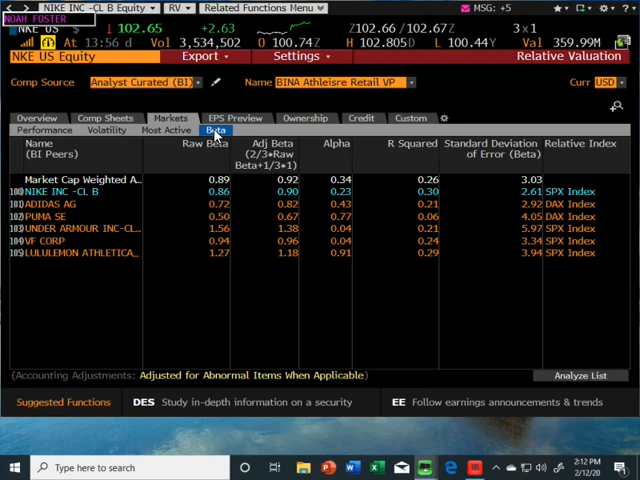 NIKE INC -CL B Equity RV Related Functions Menu MSG: +5
NOAH FOSTER
NKE US $ 102.65 +2.63 Z102.66/102.67Z 3x1
At 13:56 d Vol 3,534,502 O 100.74Z H 102.805D L 100.44Y Val 359.99M
NKE US Equity Export Settings Relative Valuation
Comp Source Analyst Curated (BI) Name BINA Athleisre Retail VP Curr USD
Overview Comp Sheets Markets EPS Preview Ownership Credit Custom
Performance Volatility Most Active Beta
Name Raw Beta Adj Beta Alpha R Squared Standard Deviation Relative Index
(BI Peers) (2/3*Raw of Error (Beta)
Beta+1/3*1)
Market Cap Weighted A... 0.89 0.92 0.34 0.26 3.03
100 NIKE INC -CL B 0.86 0.90 0.23 0.30 2.61 SPX Index
101 ADIDAS AG 0.72 0.82 0.43 0.21 2.92 DAX Index
102 PUMA SE 0.50 0.67 0.77 0.06 4.05 DAX Index
103 UNDER ARMOUR INC-CL... 1.56 1.38 0.04 0.21 5.97 SPX Index
104 VF CORP 0.94 0.96 0.04 0.24 3.34 SPX Index
105 LULULEMON ATHLETICA... 1.27 1.18 0.91 0.29 3.94 SPX Index
(Accounting Adjustments: Adjusted for Abnormal Items When Applicable) Analyze List
Suggested Functions DES Study in-depth information on a security EE Follow earnings announcements & trends
Type here to search
2:12 PM
2/12/20